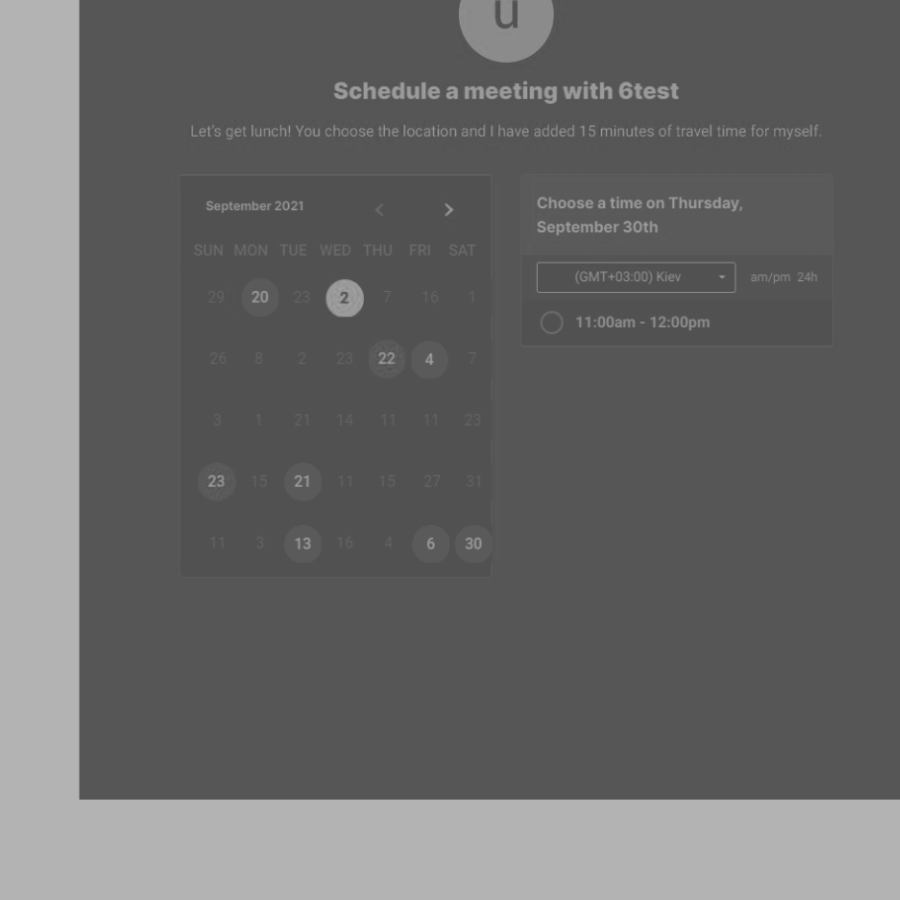 u
Schedule a meeting with 6test
Let's get lunch! You choose the location and I have added 15 minutes of travel time for myself.
September 2021
SUN MON TUE WED THU FRI SAT
29 20 23 2 7 16 1
26 8 2 23 22 4 7
3 1 21 14 11 11 23
23 15 21 11 15 27 31
11 3 13 16 4 6 30
Choose a time on Thursday,
September 30th
(GMT+03:00) Kiev am/pm 24h
11:00am - 12:00pm